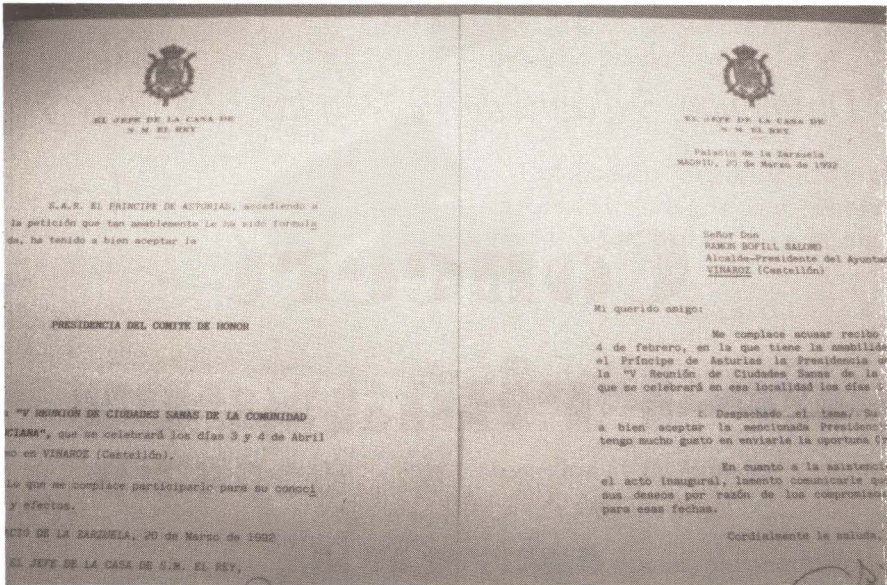 EL JEFE DE LA CASA DE
S. M. EL REY
S.A.R. EL PRINCIPE DE ASTURIAS, accediendo a
la petición que tan amablemente le ha sido formula
da, ha tenido a bien aceptar la
PRESIDENCIA DEL COMITE DE HONOR
"V REUNION DE CIUDADES SANAS DE LA COMUNIDAD
CIANA", que se celebrará los días 3 y 4 de Abril
mo en VINAROZ (Castellón).
Lo que me complace participarle para su conoci
y efectos.
CIO DE LA ZARZUELA, 20 de Marzo de 1992
EL JEFE DE LA CASA DE S.M. EL REY,
EL JEFE DE LA CASA DE
S. M. EL REY
Palacio de la Zarzuela
MADRID, 20 de Marzo de 1992
Señor Don
RAMON BOFILL SALOMO
Alcalde-Presidente del Ayuntam
VINAROZ (Castellón)
Mi querido amigo:
Me complace acusar recibo
4 de febrero, en la que tiene la amabilida
el Príncipe de Asturias la Presidencia
la "V Reunión de Ciudades Sanas de la
que se celebrará en esa localidad los días
Despachado el tema, Su
a bien aceptar la mencionada Presidenc
tengo mucho gusto en enviarle la oportuna
En cuanto a la asistenci
el acto inaugural, lamento comunicarle que
sus deseos por razón de los compromisos
para esas fechas.
Cordialmente le saluda,